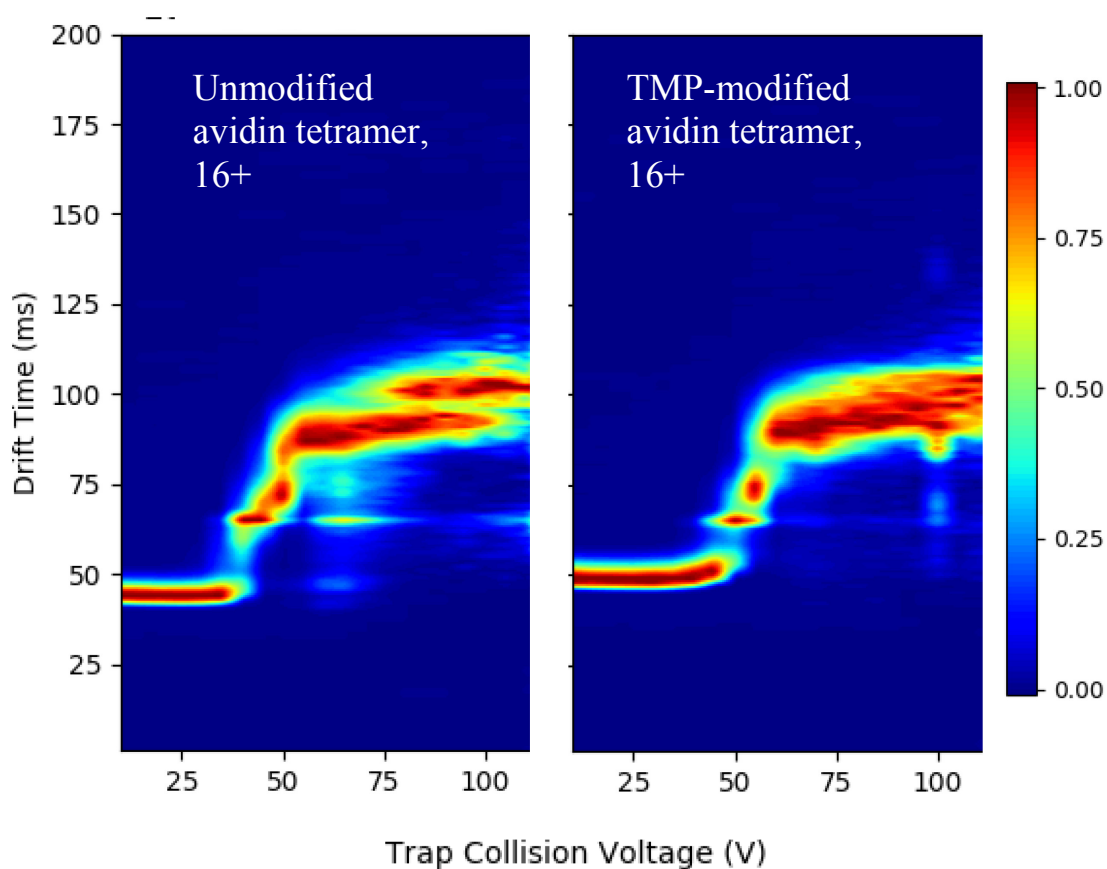 200
175
150
125
100
75
50
25
Drift Time (ms)
Unmodified
avidin tetramer,
16+
TMP-modified
avidin tetramer,
16+
1.00
0.75
0.50
0.25
0.00
25 50 75 100
25 50 75 100
Trap Collision Voltage (V)